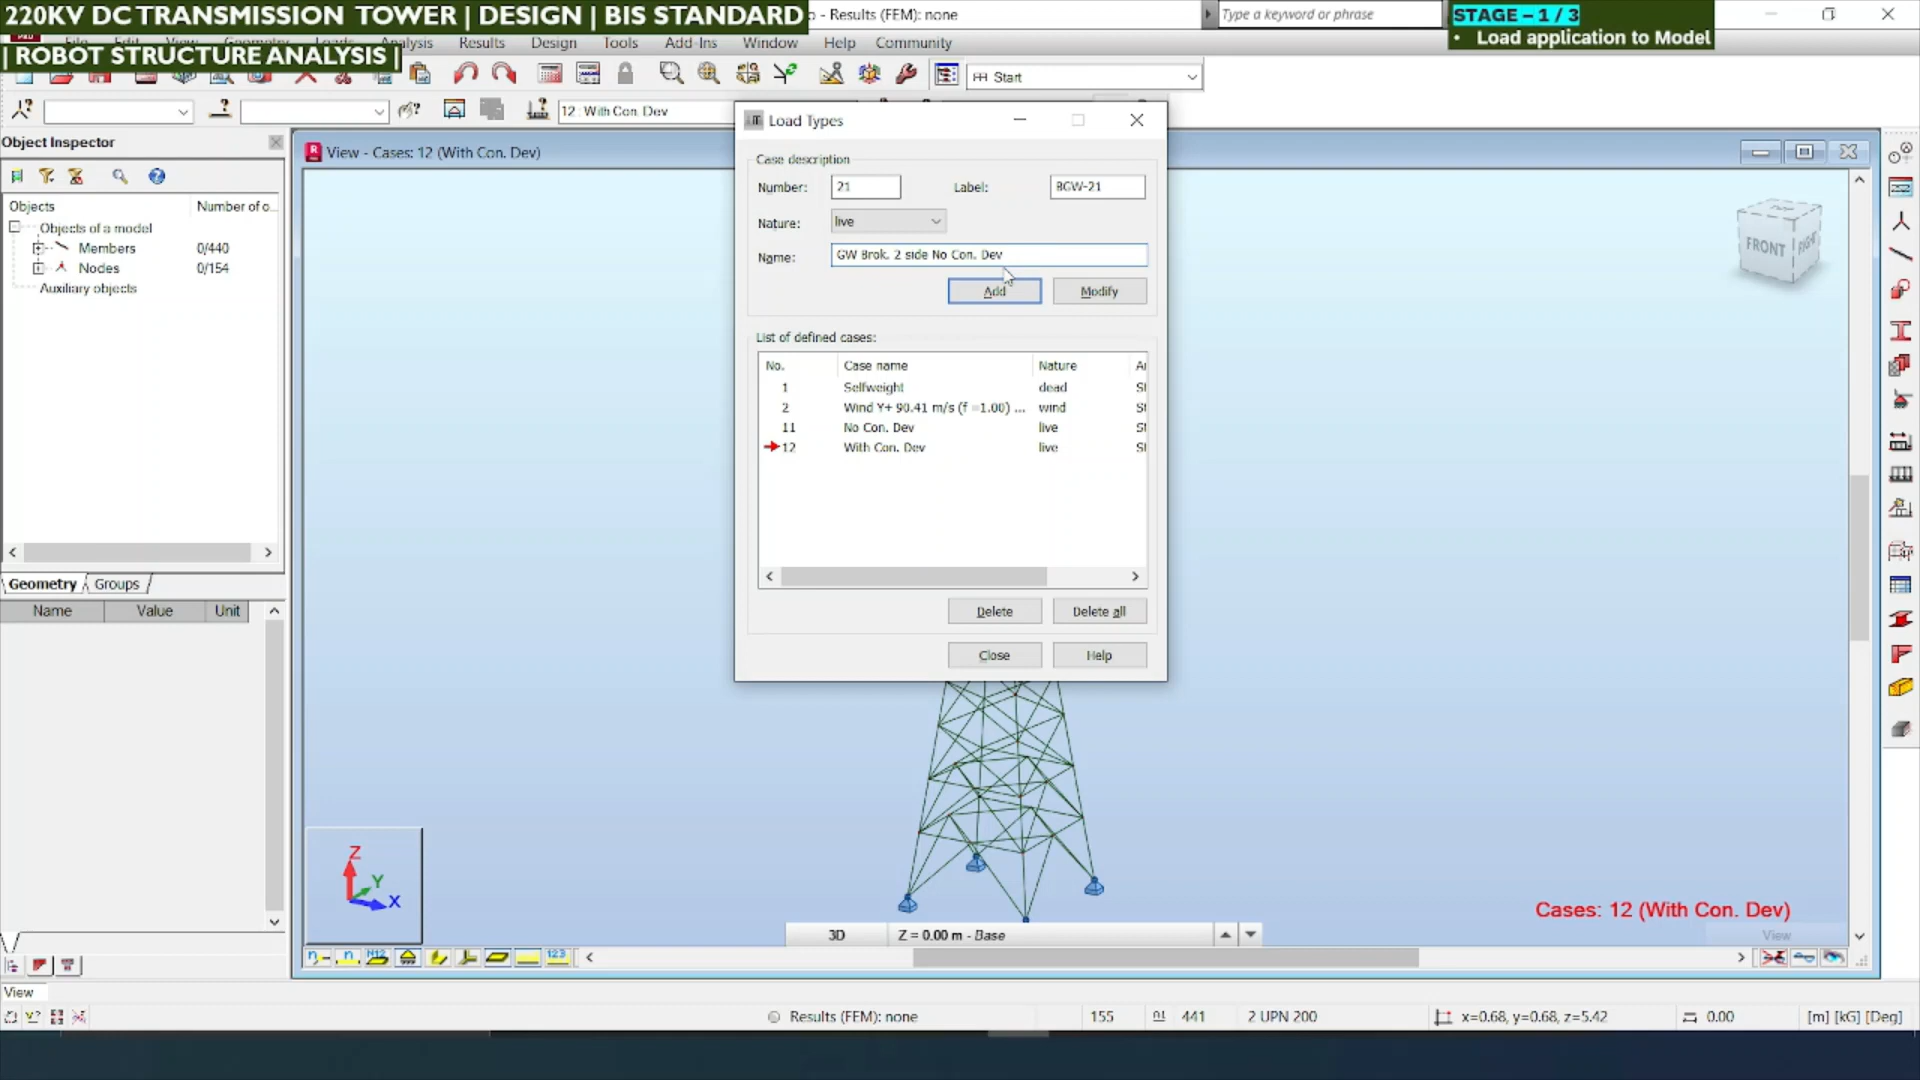 220KV DC TRANSMISSION TOWER | DESIGN | BIS STANDARD
| ROBOT STRUCTURE ANALYSIS |
- Results (FEM): none
Type a keyword or phrase
STAGE – 1 / 3
• Load application to Model
Results Design Tools Add-Ins Window Help Community
Start
12 : With Con. Dev
Object Inspector
Objects Number of o...
Objects of a model
Members 0/440
Nodes 0/154
Auxiliary objects
Geometry Groups
Name Value Unit
View - Cases: 12 (With Con. Dev)
Load Types
Case description
Number: 21 Label: BGW-21
Nature: live
Name: GW Brok. 2 side No Con. Dev
Add Modify
List of defined cases:
No. Case name Nature
1 Selfweight dead
2 Wind Y+ 90.41 m/s (f =1.00) ... wind
11 No Con. Dev live
12 With Con. Dev live
Delete Delete all
Close Help
FRONT RIGHT
Z
Y
X
Cases: 12 (With Con. Dev)
3D Z = 0.00 m - Base
View
View
Results (FEM): none 155 441 2 UPN 200 x=0.68, y=0.68, z=5.42 0.00 [m] [kG] [Deg]